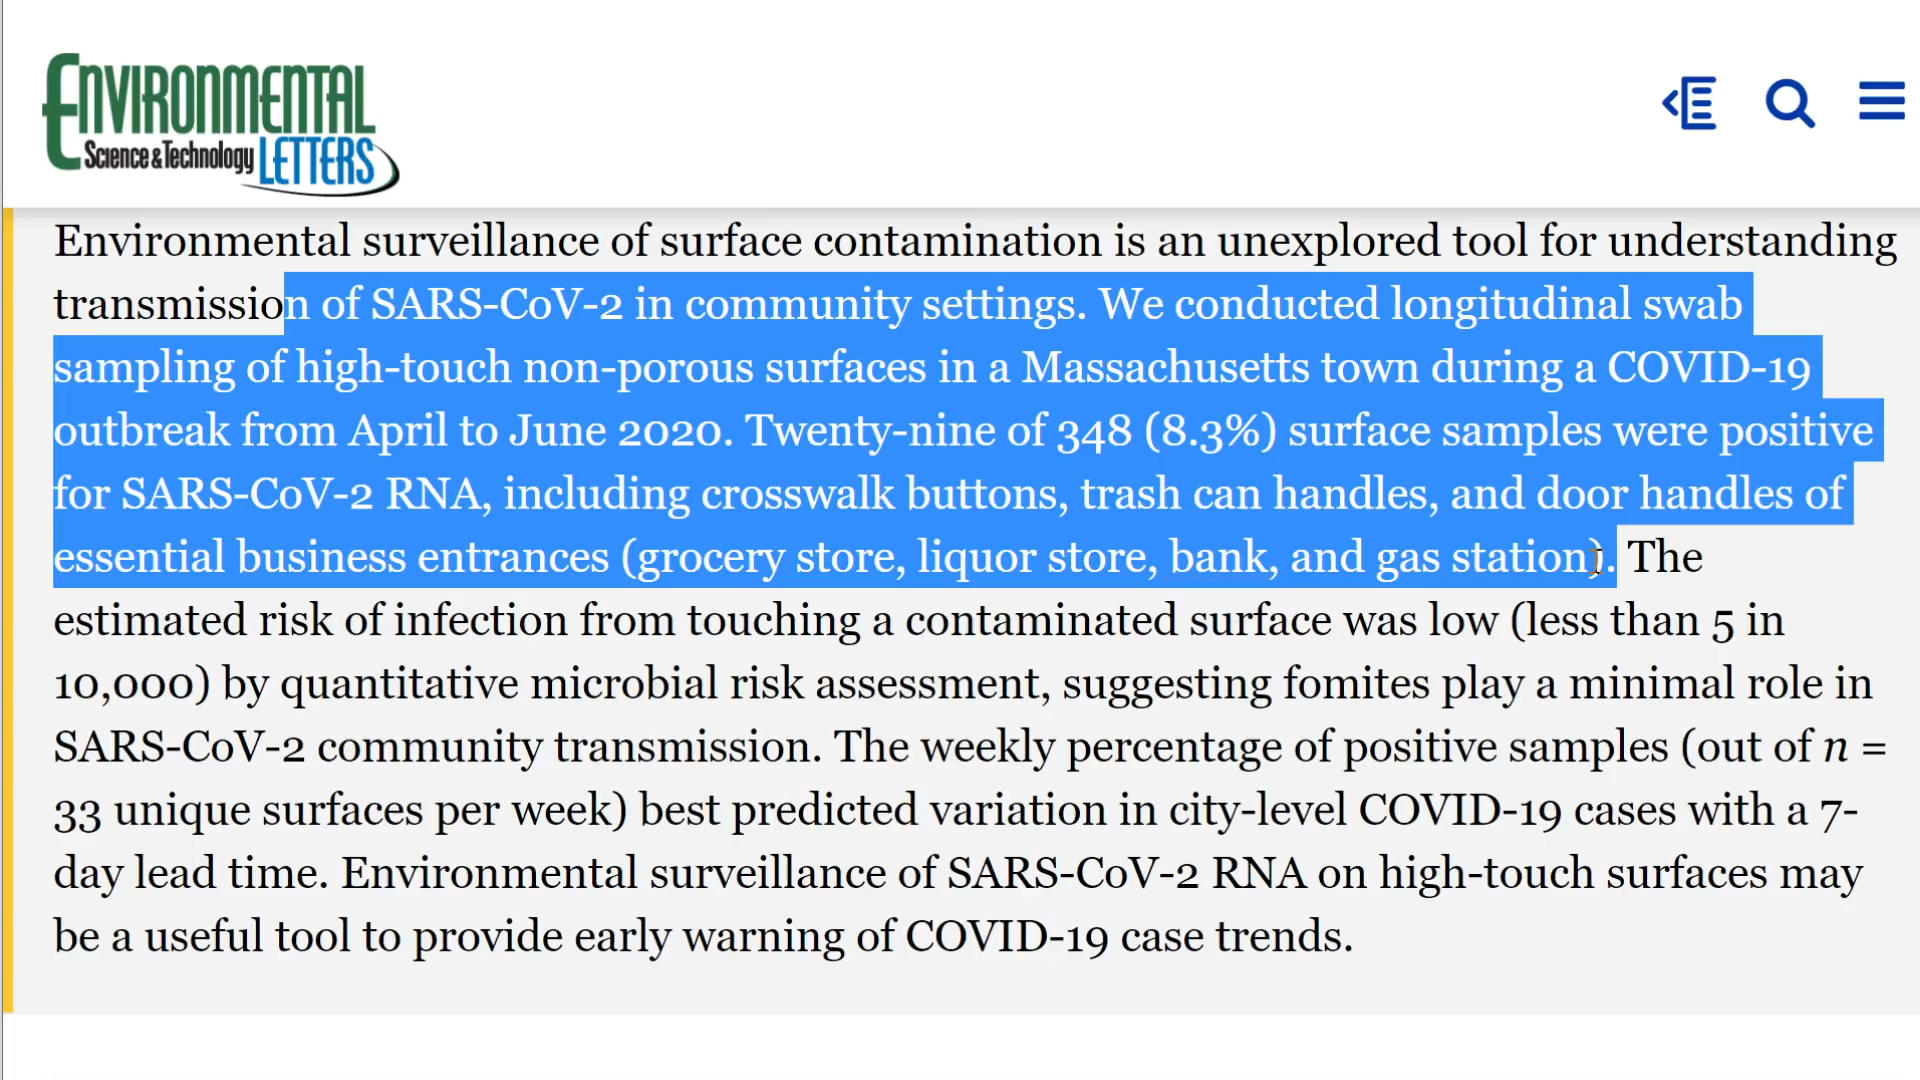 ENVIRONMENTAL
Science & Technology LETTERS
Environmental surveillance of surface contamination is an unexplored tool for understanding
transmission of SARS-CoV-2 in community settings. We conducted longitudinal swab
sampling of high-touch non-porous surfaces in a Massachusetts town during a COVID-19
outbreak from April to June 2020. Twenty-nine of 348 (8.3%) surface samples were positive
for SARS-CoV-2 RNA, including crosswalk buttons, trash can handles, and door handles of
essential business entrances (grocery store, liquor store, bank, and gas station). The
estimated risk of infection from touching a contaminated surface was low (less than 5 in
10,000) by quantitative microbial risk assessment, suggesting fomites play a minimal role in
SARS-CoV-2 community transmission. The weekly percentage of positive samples (out of n =
33 unique surfaces per week) best predicted variation in city-level COVID-19 cases with a 7-
day lead time. Environmental surveillance of SARS-CoV-2 RNA on high-touch surfaces may
be a useful tool to provide early warning of COVID-19 case trends.